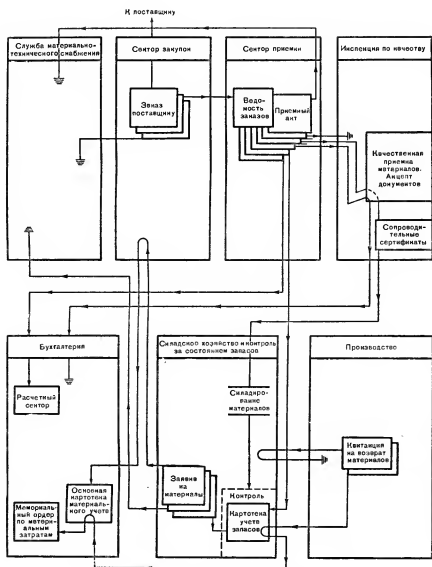 К поставщику
Служба материально-
технического снабжения
Сектор закупок
Сектор приемки
Инспекция по качеству
Заказ
поставщику
Ведомость
заказов
Приемный
акт
Качественная
приемка
материалов.
Акцепт
документов
Сопроводи-
тельные
сертификаты
Бухгалтерия
Складское хозяйство и контроль
за состоянием запасов
Производство
Расчетный
сектор
Складиро-
вание
материалов
Квитанция
на возврат
материалов
Заявка
на
материалы
Контроль
Основная
картотека
материаль-
ного учета
Картотека
учета
запасов
Мемориаль-
ный ордер
по матери-
альным
затратам